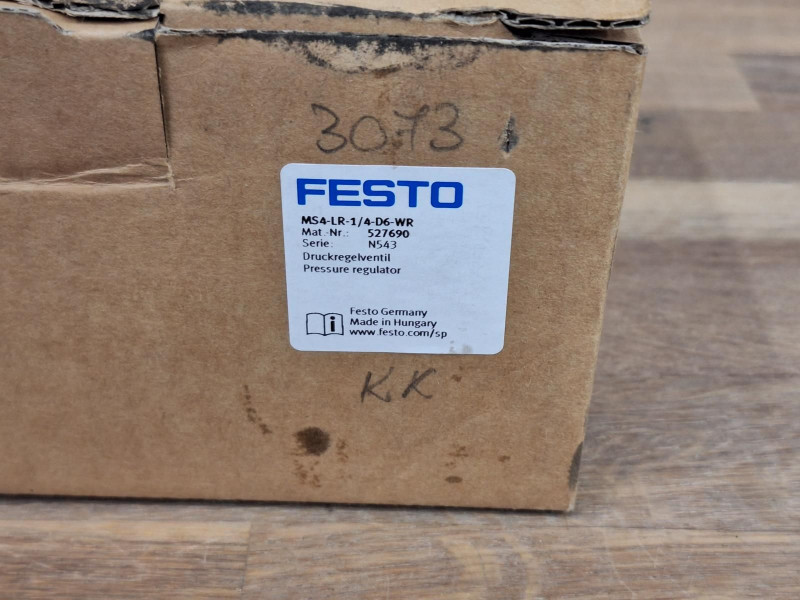 3073
FESTO
MS4-LR-1/4-D6-WR
Mat.-Nr.: 527690
Serie: N543
Druckregelventil
Pressure regulator
Festo Germany
Made in Hungary
www.festo.com/sp
K.K